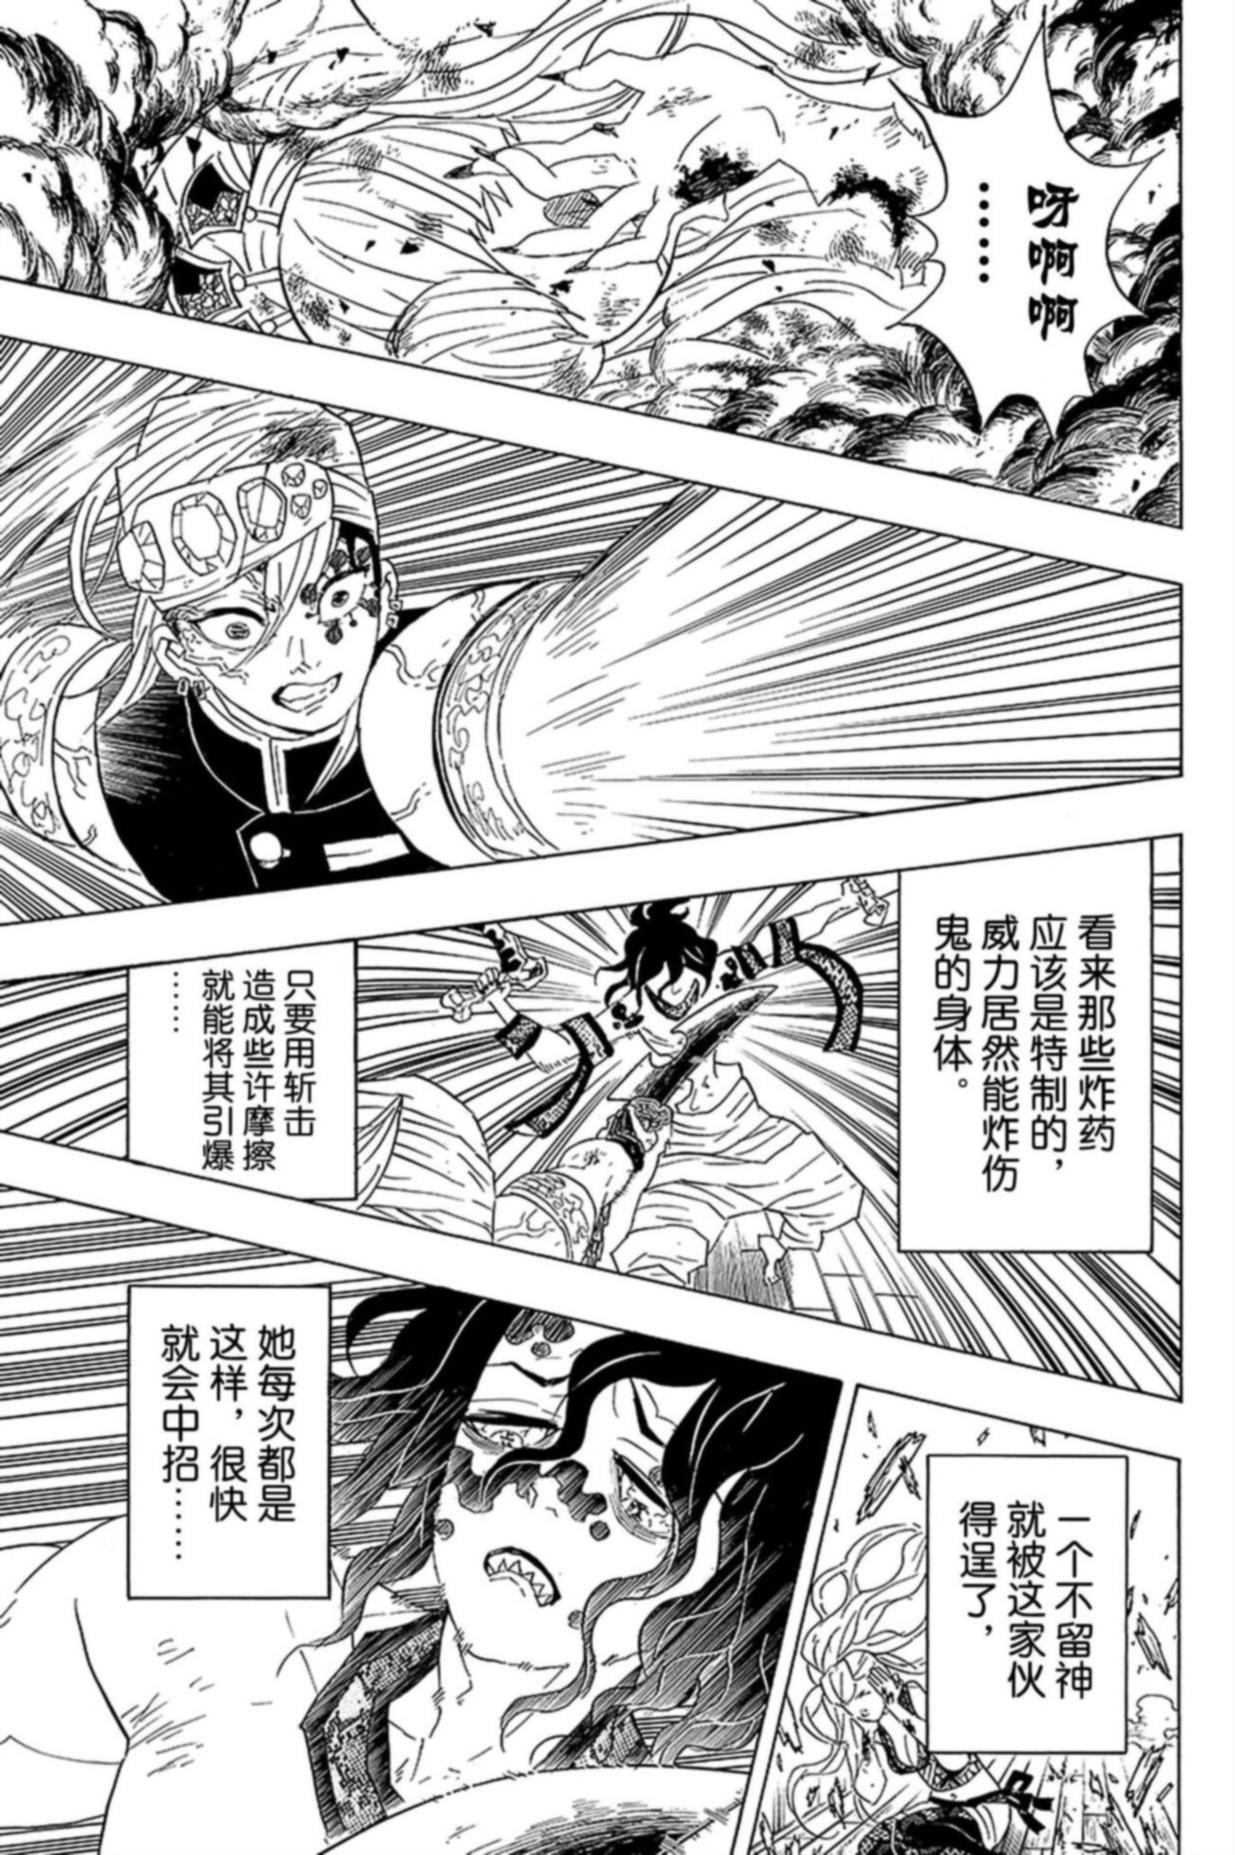 呀啊啊
……
看来那些炸药
应该是特制的，
威力居然能炸伤
鬼的身体。
只要用斩击
造成些许摩擦
就能将其引爆
……
一个不留神
就被这家伙
得逞了，
她每次都是
这样，很快
就会中招……